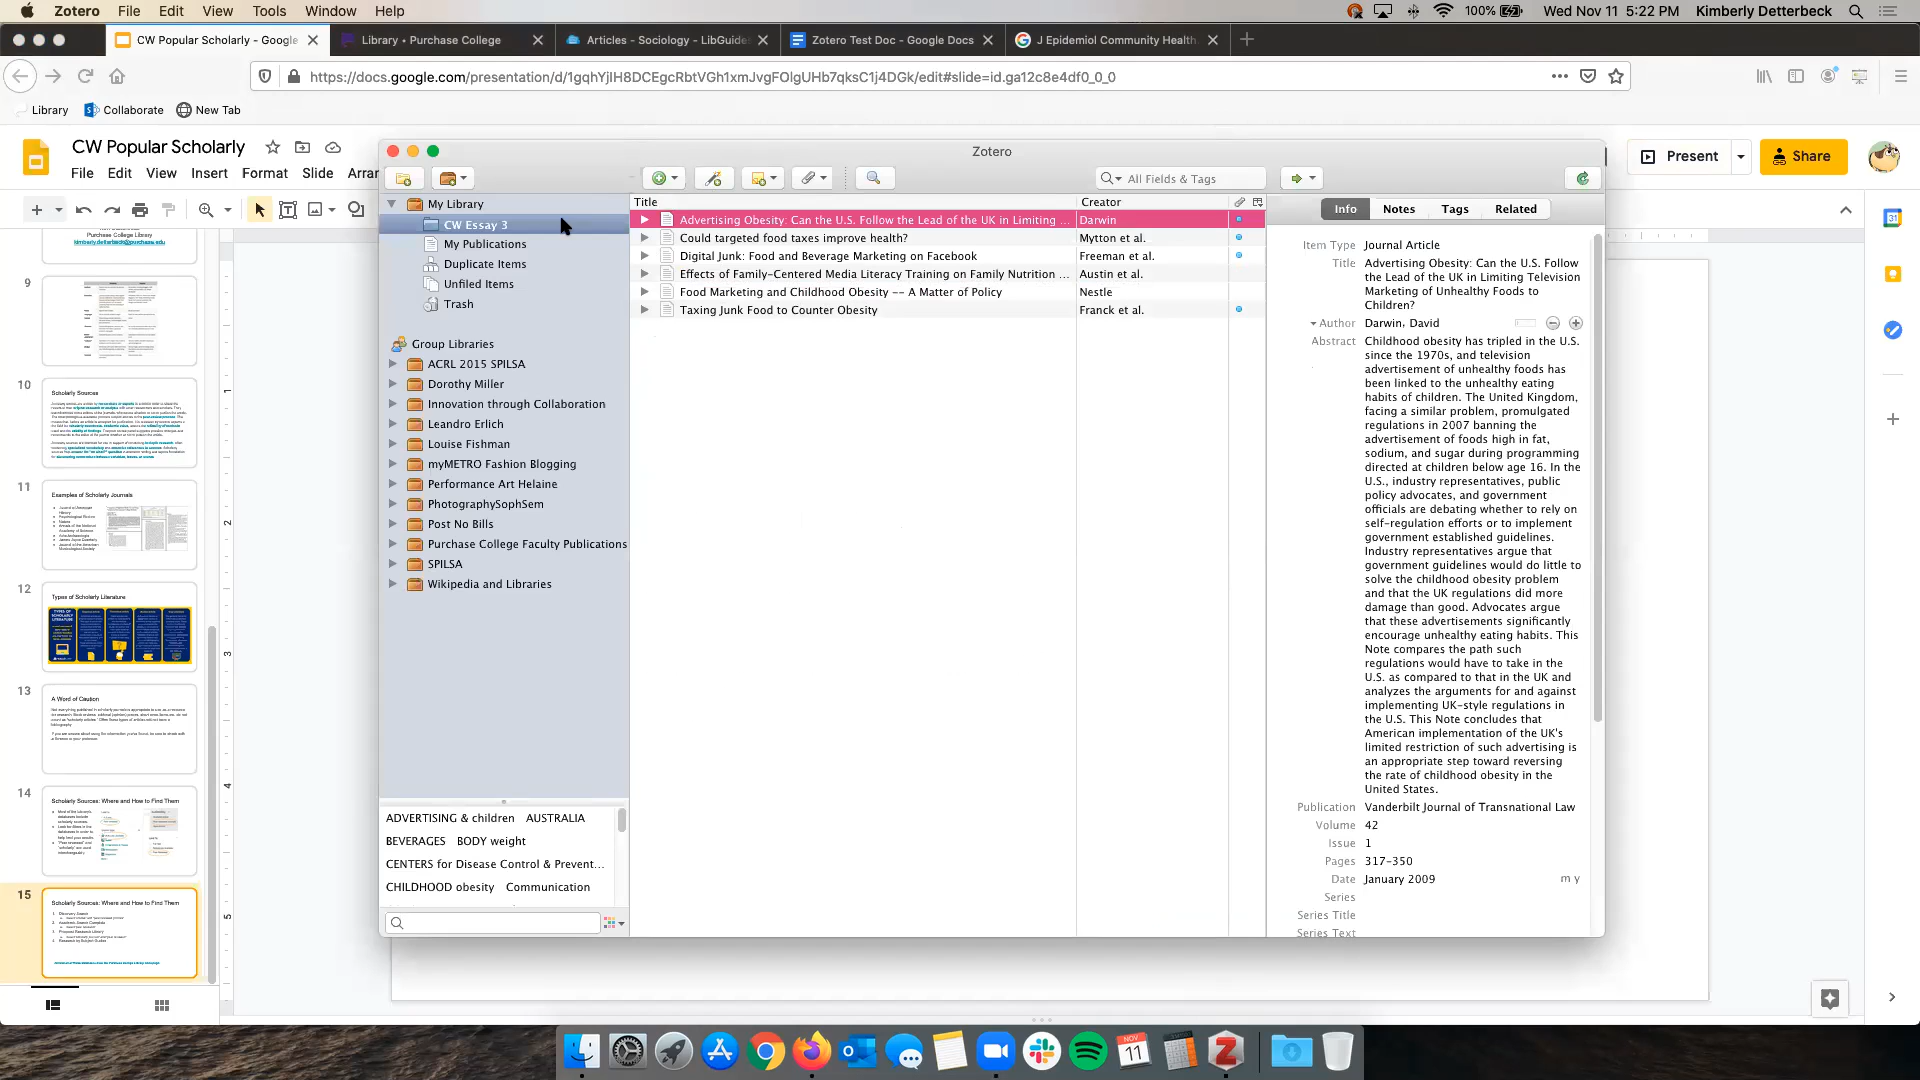 Zotero File Edit View Tools Window Help 100% Wed Nov 11 5:22 PM Kimberly Detterbeck
CW Popular Scholarly - Google
Library • Purchase College
Articles - Sociology - LibGuide
Zotero Test Doc - Google Docs
J Epidemiol Community Health.
https://docs.google.com/presentation/d/1gqhYjlH8DCEgcRbtVGh1xmJvgFOlgUHb7qksC1j4DGk/edit#slide=id.ga12c8e4df0_0_0
Library Collaborate New Tab
CW Popular Scholarly
File Edit View Insert Format Slide Arrar
Present
Share
Purchase College Library
kimberly.detterbeck@purchase.edu
9
10
Scholarly Sources
11
Examples of Scholarly Journals
12
Types of Scholarly Literature
13
A Word of Caution
14
Scholarly Sources: Where and How to Find Them
15
Scholarly Sources: Where and How to Find Them
1
2
3
4
5
Zotero
All Fields & Tags
My Library
CW Essay 3
My Publications
Duplicate Items
Unfiled Items
Trash
Group Libraries
ACRL 2015 SPILSA
Dorothy Miller
Innovation through Collaboration
Leandro Erlich
Louise Fishman
myMETRO Fashion Blogging
Performance Art Helaine
PhotographySophSem
Post No Bills
Purchase College Faculty Publications
SPILSA
Wikipedia and Libraries
ADVERTISING & children AUSTRALIA
BEVERAGES BODY weight
CENTERS for Disease Control & Prevent...
CHILDHOOD obesity Communication
Title Creator
Advertising Obesity: Can the U.S. Follow the Lead of the UK in Limiting ... Darwin
Could targeted food taxes improve health? Mytton et al.
Digital Junk: Food and Beverage Marketing on Facebook Freeman et al.
Effects of Family-Centered Media Literacy Training on Family Nutrition ... Austin et al.
Food Marketing and Childhood Obesity -- A Matter of Policy Nestle
Taxing Junk Food to Counter Obesity Franck et al.
Info Notes Tags Related
Item Type Journal Article
Title Advertising Obesity: Can the U.S. Follow
the Lead of the UK in Limiting Television
Marketing of Unhealthy Foods to
Children?
Author Darwin, David
Abstract Childhood obesity has tripled in the U.S.
since the 1970s, and television
advertisement of unhealthy foods has
been linked to the unhealthy eating
habits of children. The United Kingdom,
facing a similar problem, promulgated
regulations in 2007 banning the
advertisement of foods high in fat,
sodium, and sugar during programming
directed at children below age 16. In the
U.S., industry representatives, public
policy advocates, and government
officials are debating whether to rely on
self-regulation efforts or to implement
government established guidelines.
Industry representatives argue that
government guidelines would do little to
solve the childhood obesity problem
and that the UK regulations did more
damage than good. Advocates argue
that these advertisements significantly
encourage unhealthy eating habits. This
Note compares the path such
regulations would have to take in the
U.S. as compared to that in the UK and
analyzes the arguments for and against
implementing UK-style regulations in
the U.S. This Note concludes that
American implementation of the UK's
limited restriction of such advertising is
an appropriate step toward reversing
the rate of childhood obesity in the
United States.
Publication Vanderbilt Journal of Transnational Law
Volume 42
Issue 1
Pages 317-350
Date January 2009 m y
Series
Series Title
Series Text
NOV
11